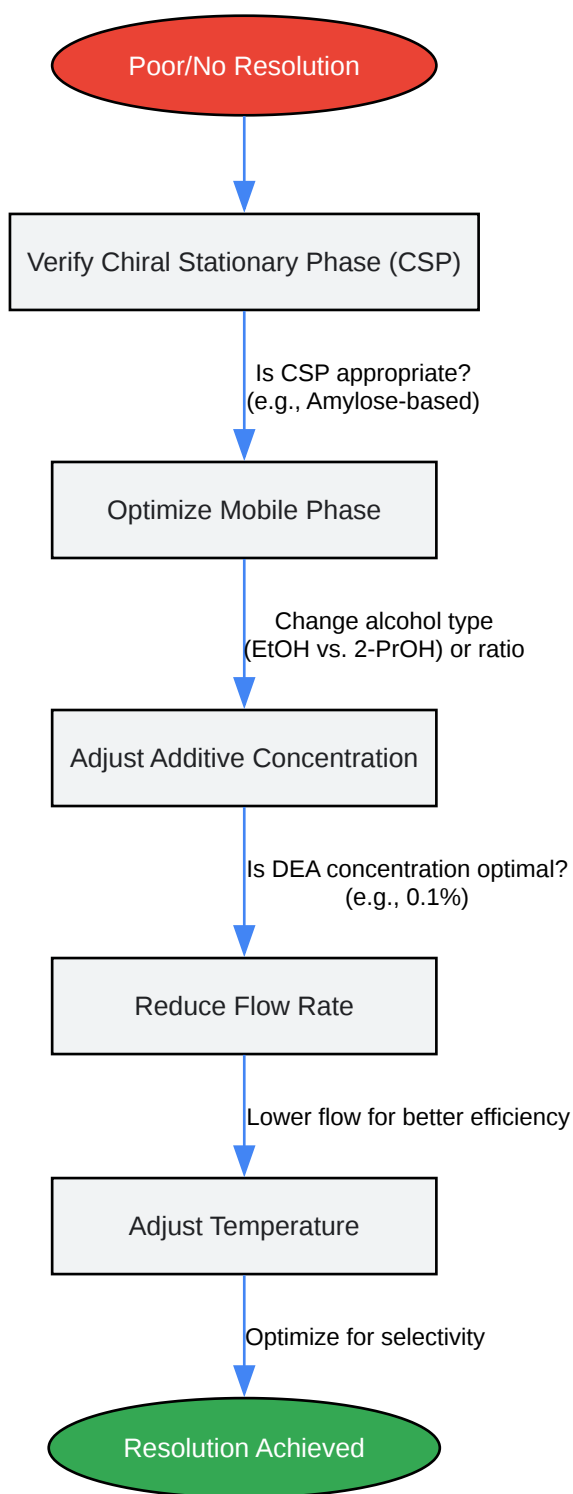 Poor/No Resolution
Verify Chiral Stationary Phase (CSP)
Is CSP appropriate?
(e.g., Amylose-based)
Optimize Mobile Phase
Change alcohol type
(EtOH vs. 2-PrOH) or ratio
Adjust Additive Concentration
Is DEA concentration optimal?
(e.g., 0.1%)
Reduce Flow Rate
Lower flow for better efficiency
Adjust Temperature
Optimize for selectivity
Resolution Achieved